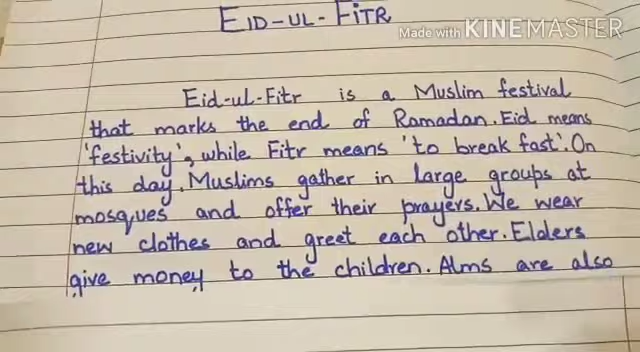 EID-UL-FITR
Made with KINEMASTER
Eid-ul-Fitr is a Muslim festival
that marks the end of Ramadan. Eid means
'festivity', while Fitr means 'to break fast'. On
this day, Muslims gather in large groups at
mosques and offer their prayers. We wear
new clothes and greet each other. Elders
give money to the children. Alms are also